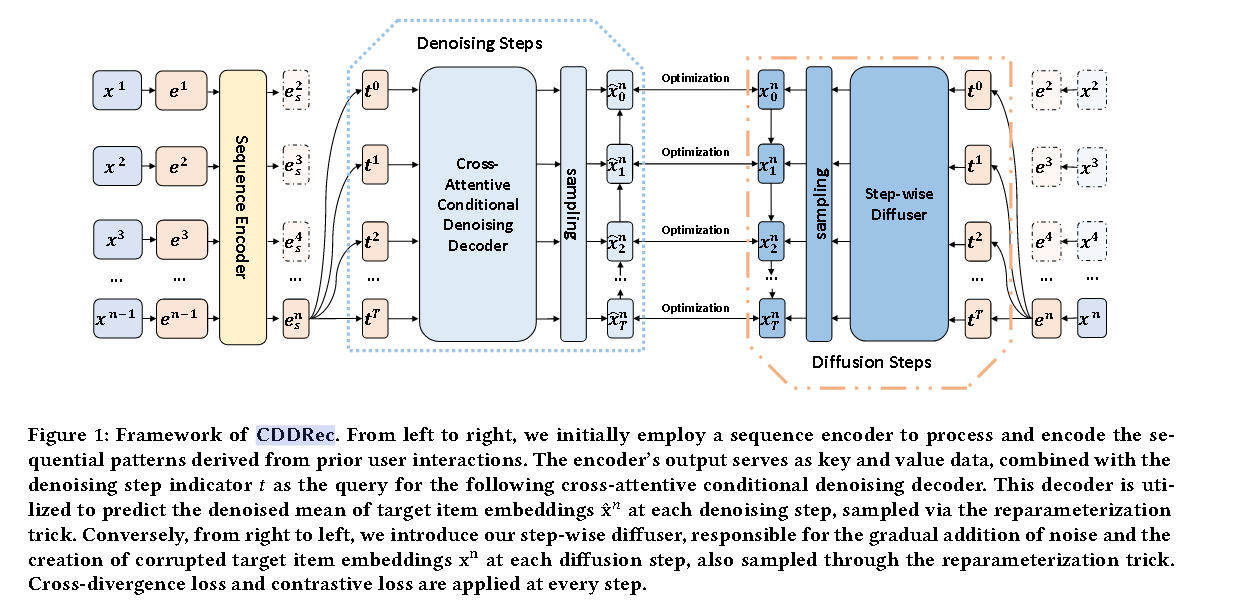 Denoising Steps
x^1 e^1 e_s^2 t^0 x̂_0^n Optimization x_0^n t^0 e^2 x^2
x^2 e^2 e_s^3 t^1 x̂_1^n Optimization x_1^n t^1 e^3 x^3
Sequence Encoder
Cross-
Attentive
Conditional
Denoising
Decoder
sampling
sampling
Step-wise
Diffuser
x^3 e^3 e_s^4 t^2 x̂_2^n Optimization x_2^n t^2 e^4 x^4
... ... ... ... ... ... ... ... ...
x^{n-1} e^{n-1} e_s^n t^T x̂_T^n Optimization x_T^n t^T e^n x^n
Diffusion Steps
Figure 1: Framework of CDDRec. From left to right, we initially employ a sequence encoder to process and encode the se-
quential patterns derived from prior user interactions. The encoder's output serves as key and value data, combined with the
denoising step indicator t as the query for the following cross-attentive conditional denoising decoder. This decoder is uti-
lized to predict the denoised mean of target item embeddings x̂^n at each denoising step, sampled via the reparameterization
trick. Conversely, from right to left, we introduce our step-wise diffuser, responsible for the gradual addition of noise and the
creation of corrupted target item embeddings x^n at each diffusion step, also sampled through the reparameterization trick.
Cross-divergence loss and contrastive loss are applied at every step.